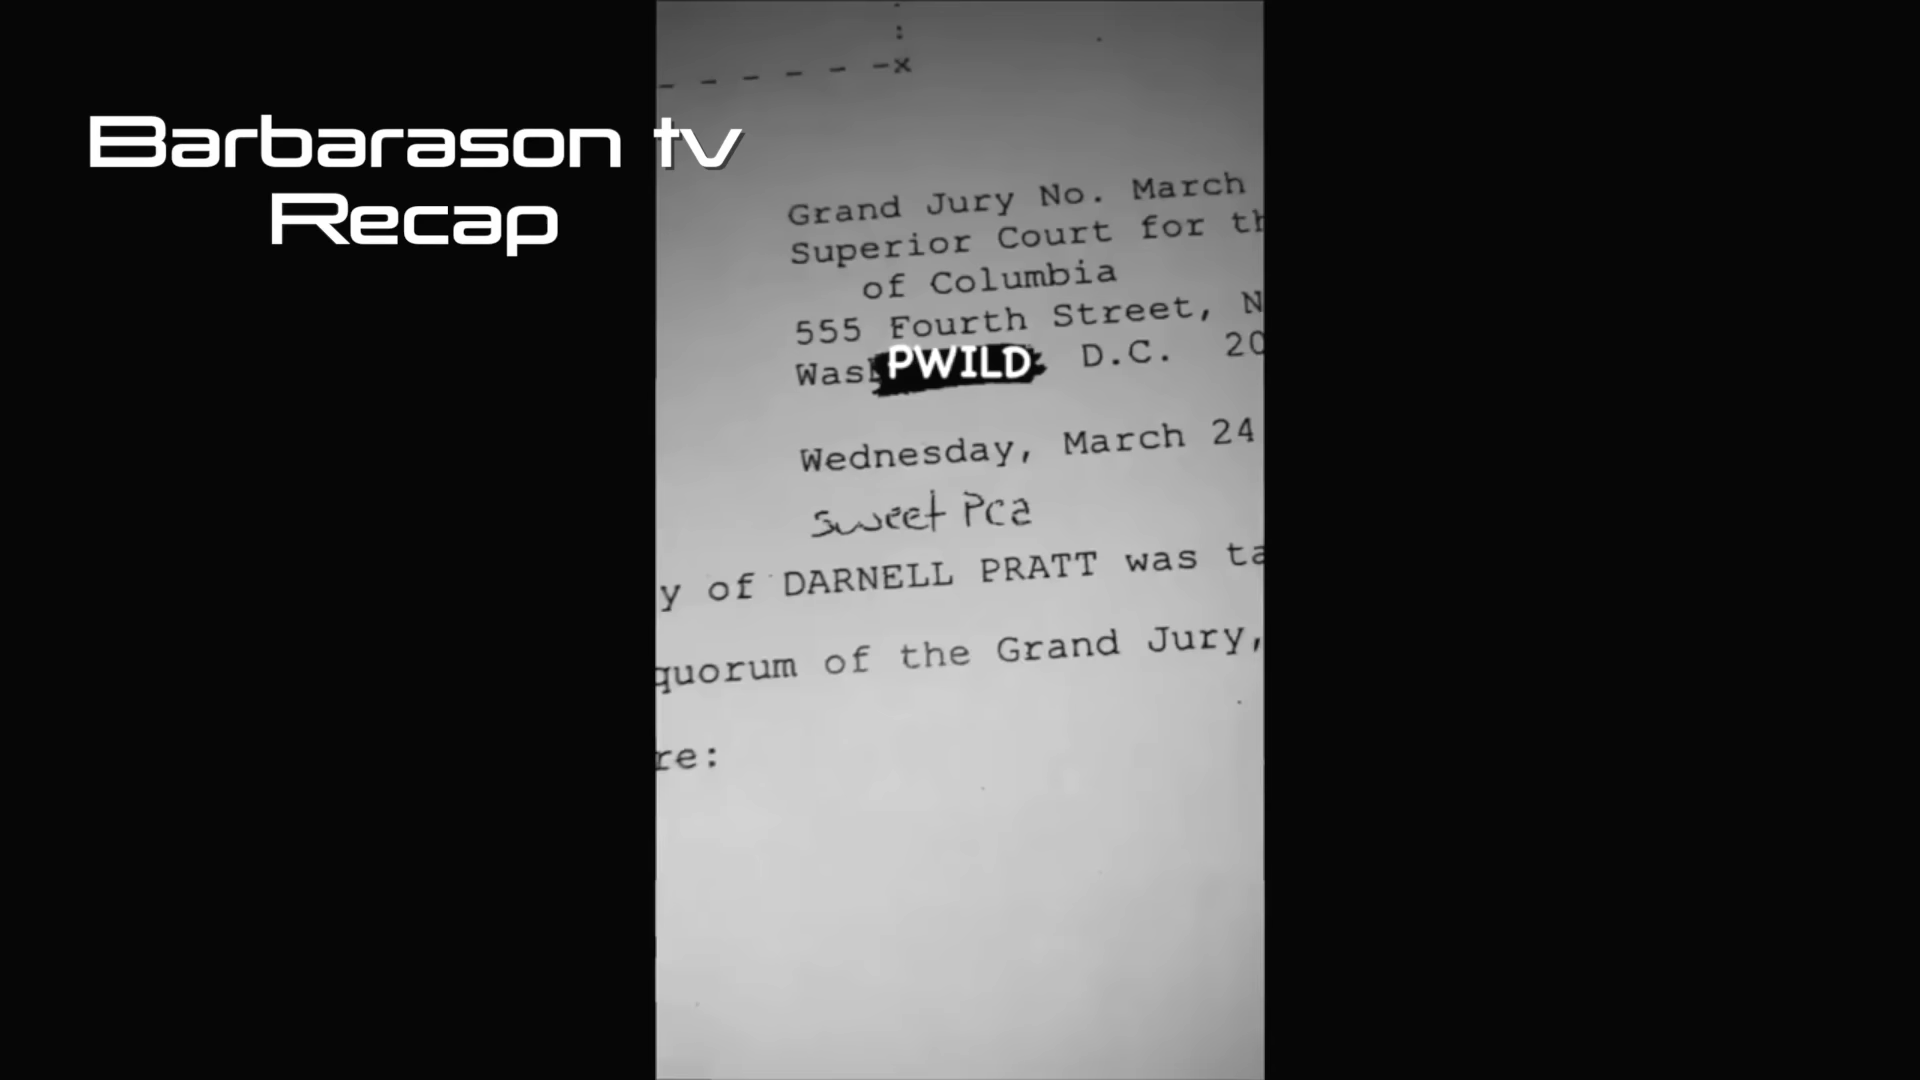 Barbarason tv
Recap
:
- - - - - -x
Grand Jury No. March
Superior Court for th
of Columbia
555 Fourth Street, N
Was
PWILD
D.C. 20
Wednesday, March 24
Sweet Pea
y of DARNELL PRATT was ta
quorum of the Grand Jury,
re: